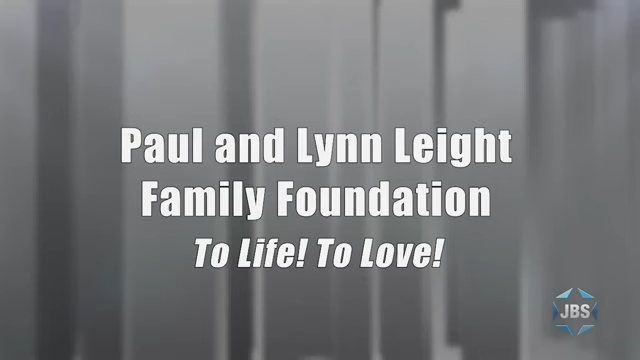 Paul and Lynn Leight
Family Foundation
To Life! To Love!
JBS